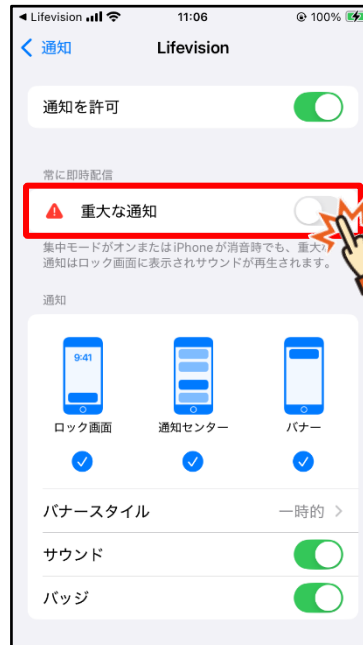 ◀ Lifevision 11:06 100%
通知 Lifevision
通知を許可
常に即時配信
重大な通知
集中モードがオンまたはiPhoneが消音時でも、重大な
通知はロック画面に表示されサウンドが再生されます。
通知
9:41
ロック画面 通知センター バナー
バナースタイル 一時的
サウンド
バッジ